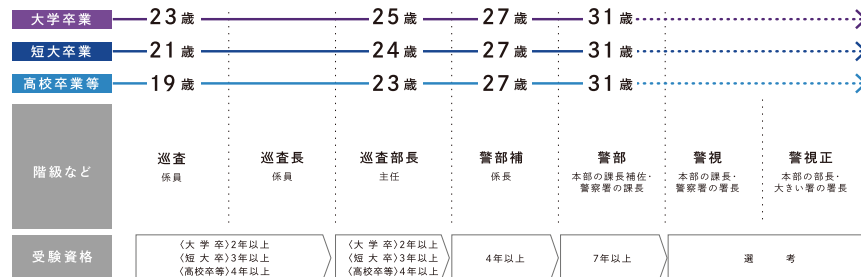 大学卒業 23歳 25歳 27歳 31歳
短大卒業 21歳 24歳 27歳 31歳
高校卒業等 19歳 23歳 27歳 31歳
階級など
巡査
係員
巡査長
係員
巡査部長
主任
警部補
係長
警部
本部の課長補佐・
警察署の課長
警視
本部の課長・
警察署の署長
警視正
本部の部長・
大きい署の署長
受験資格
〈大学卒〉2年以上
〈短大卒〉3年以上
〈高校卒等〉4年以上
〈大学卒〉2年以上
〈短大卒〉3年以上
〈高校卒等〉4年以上
4年以上
7年以上
選考